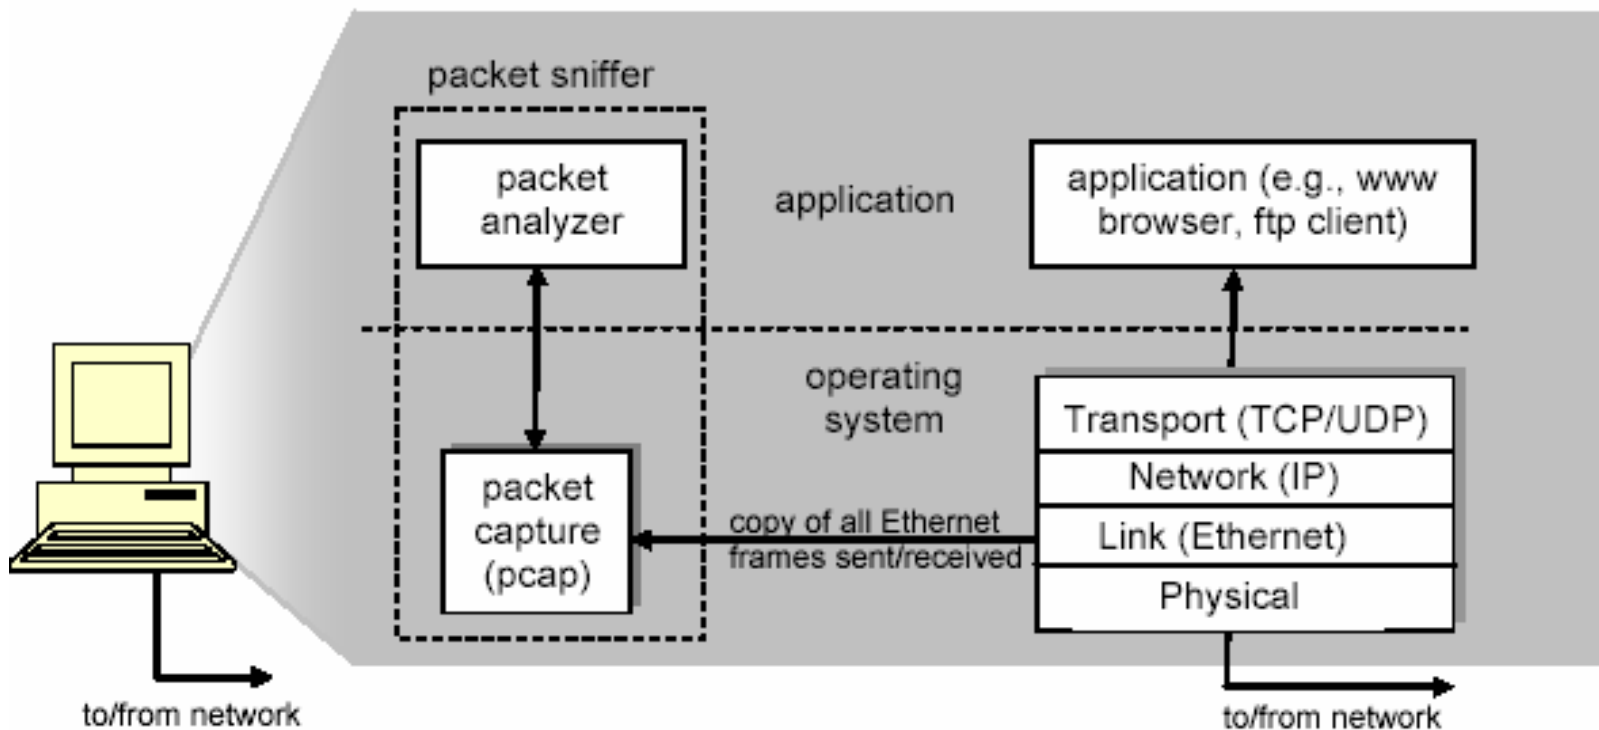 packet sniffer
packet
analyzer
application
application (e.g., www
browser, ftp client)
operating
system
packet
capture
(pcap)
copy of all Ethernet
frames sent/received
Transport (TCP/UDP)
Network (IP)
Link (Ethernet)
Physical
to/from network
to/from network